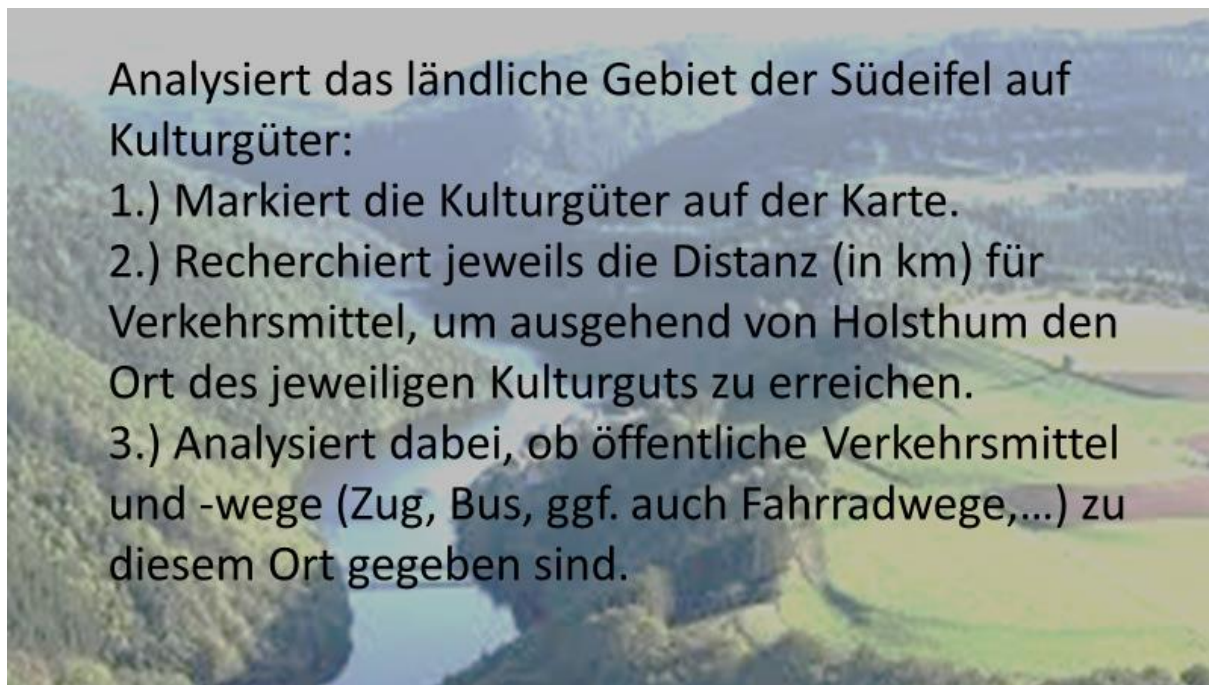 Analysiert das ländliche Gebiet der Südeifel auf
Kulturgüter:
1.) Markiert die Kulturgüter auf der Karte.
2.) Recherchiert jeweils die Distanz (in km) für
Verkehrsmittel, um ausgehend von Holsthum den
Ort des jeweiligen Kulturguts zu erreichen.
3.) Analysiert dabei, ob öffentliche Verkehrsmittel
und -wege (Zug, Bus, ggf. auch Fahrradwege,...) zu
diesem Ort gegeben sind.